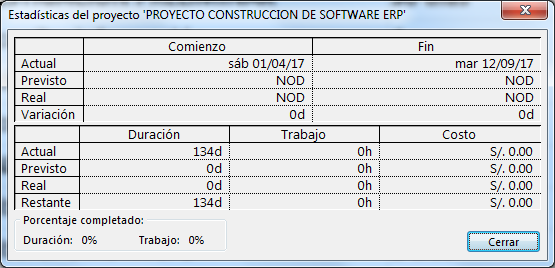 Estadísticas del proyecto 'PROYECTO CONSTRUCCION DE SOFTWARE ERP'
Comienzo Fin
Actual sáb 01/04/17 mar 12/09/17
Previsto NOD NOD
Real NOD NOD
Variación 0d 0d
Duración Trabajo Costo
Actual 134d 0h S/. 0.00
Previsto 0d 0h S/. 0.00
Real 0d 0h S/. 0.00
Restante 134d 0h S/. 0.00
Porcentaje completado:
Duración: 0% Trabajo: 0% Cerrar